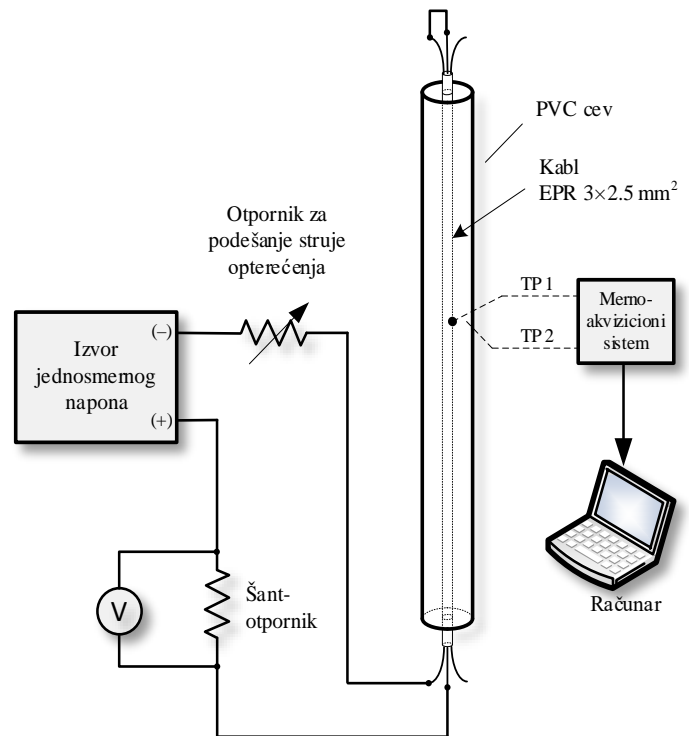 PVC cev
Kabl
EPR 3×2.5 mm²
Otpornik za
podešanje struje
opterećenja
TP 1
TP 2
Merno-
akvizicioni
sistem
Izvor
jednosmernog
napona
(–)
(+)
V
Šant-
otpornik
Računar